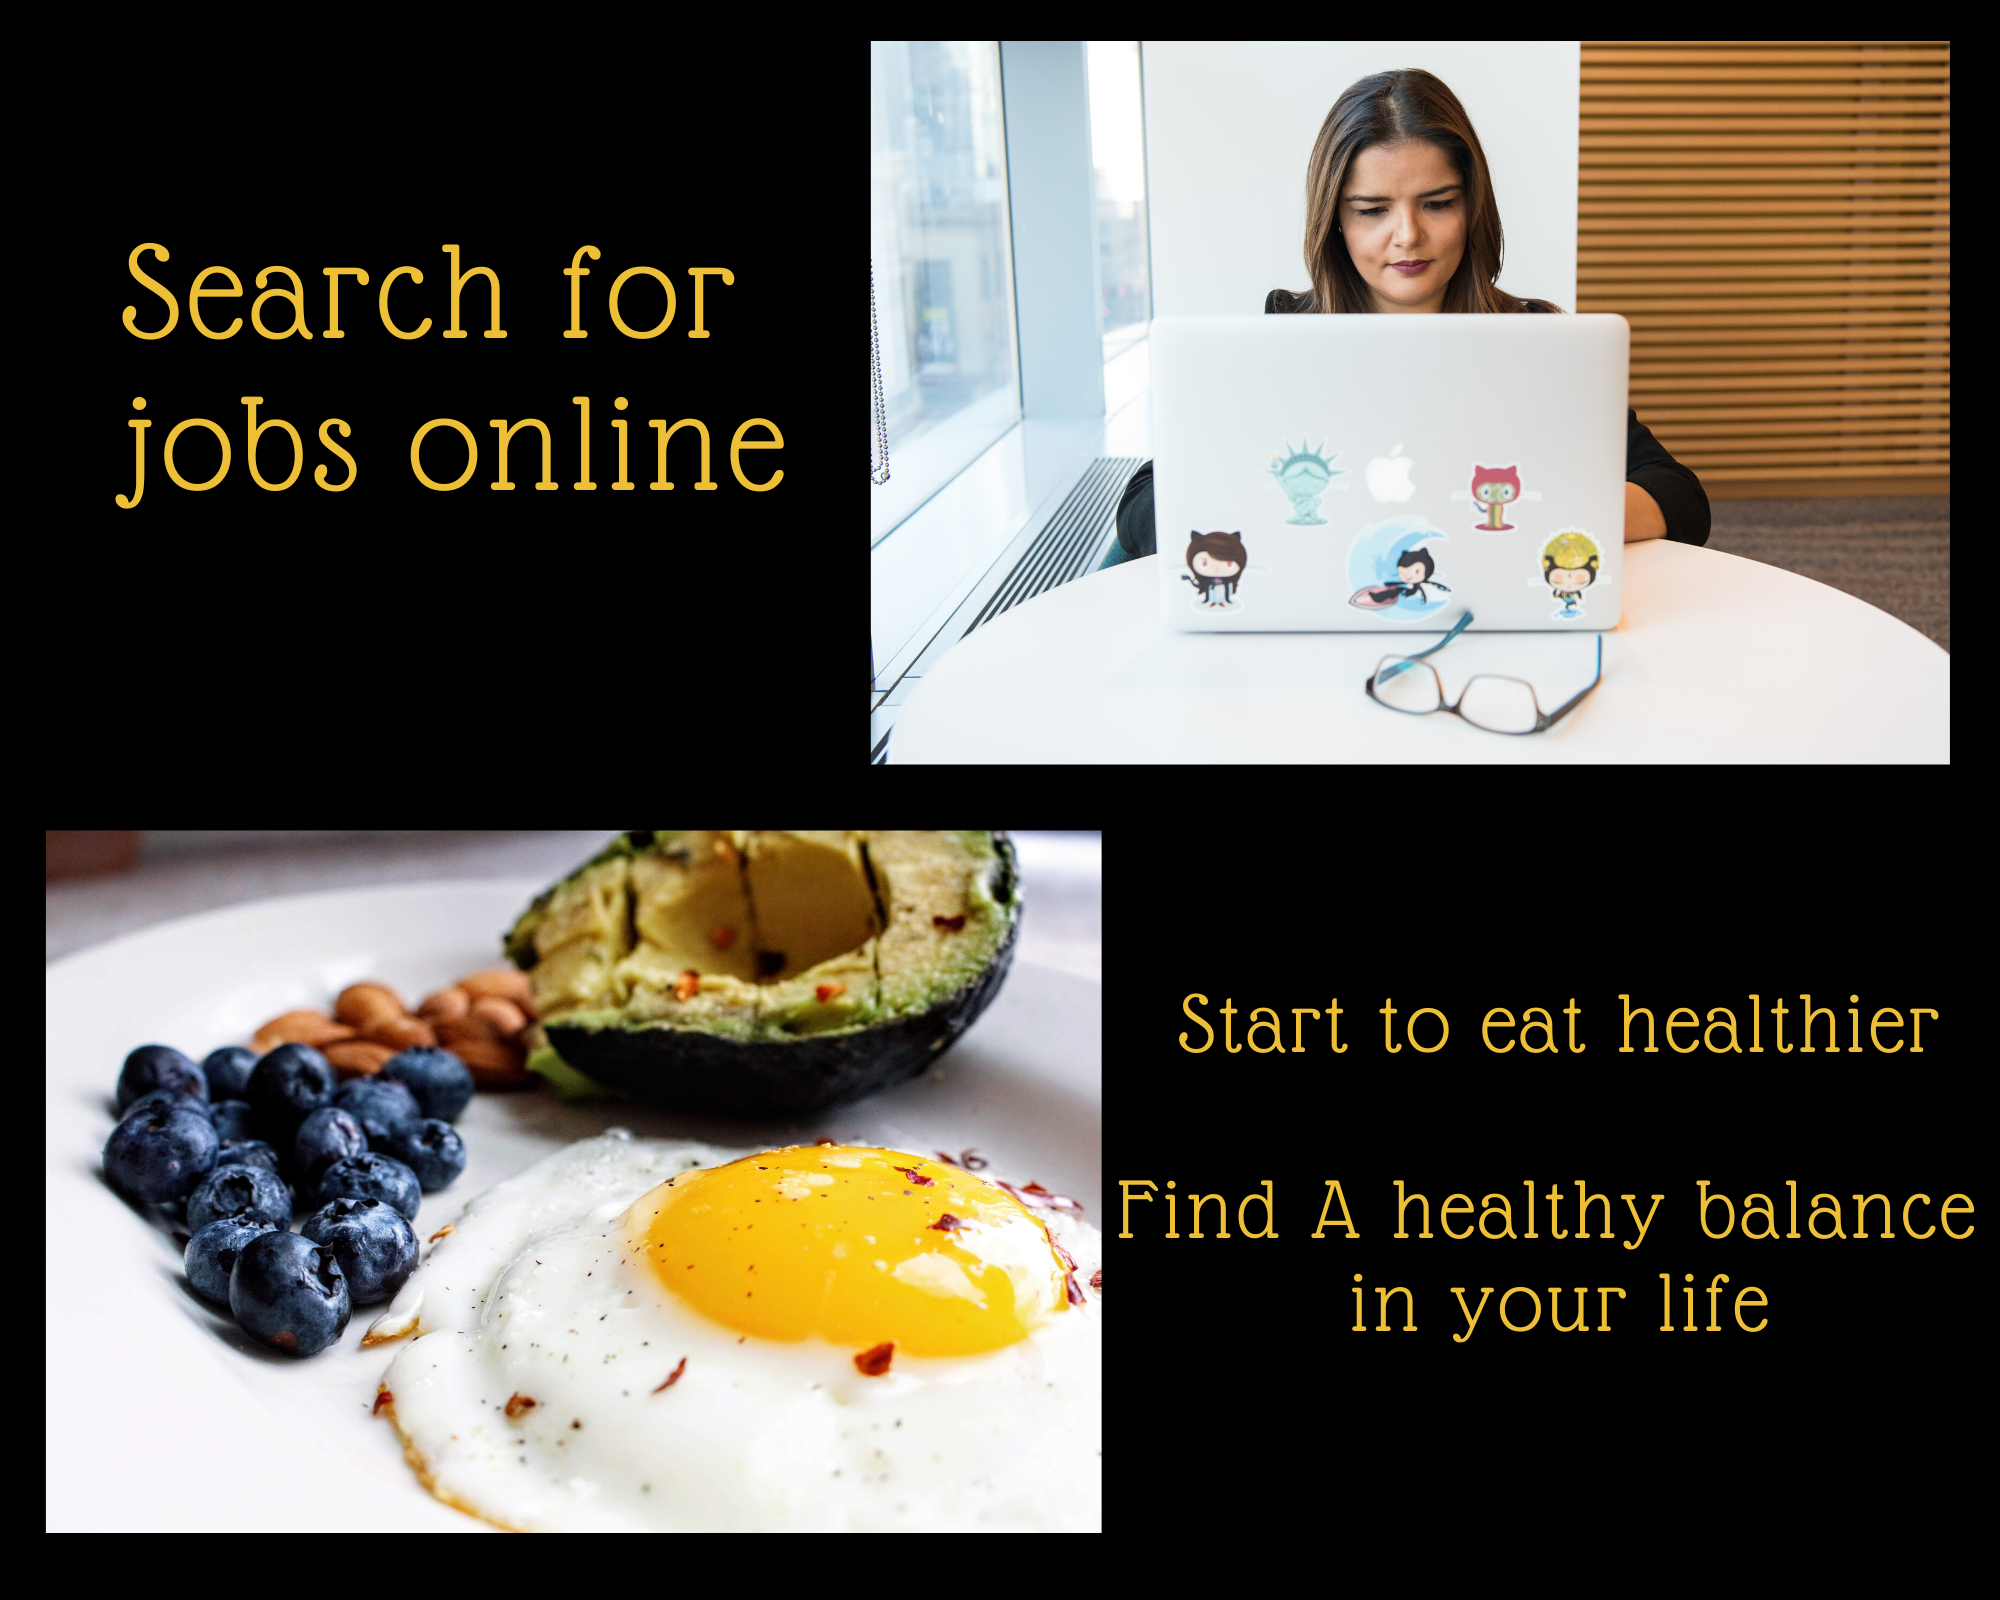 Search for
jobs online
Start to eat healthier
Find A healthy balance
in your life